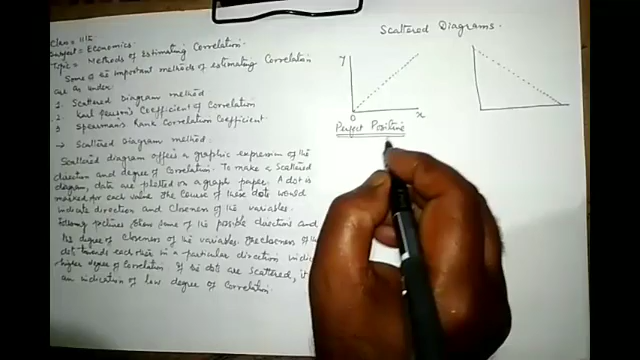 Class = 11th
Subject = Economics
Topic = Methods of Estimating Correlation.
Some of the important methods of estimating Correlation
are as under
1. Scattered Diagram method
2. Karl Pearson's Coefficient of Correlation
3 Spearman's Rank Correlation Coefficient
→ Scattered Diagram method.
Scattered diagram offers a graphic expression of the
direction and degree of Correlation. To make a Scattered
diagram, data are plotted on a graph paper. A dot is
marked for each value. The course of these dots would
indicate direction and Closeness of the variables.
Following pictures show some of the possible directions and
the degree of Closeness of the variables. The closeness of the
dots towards each other in a particular direction indic
higher degree of Correlation. If the dots are Scattered, it
an indication of low degree of Correlation.
Scattered Diagrams.
y
0
x
Perfect Positive